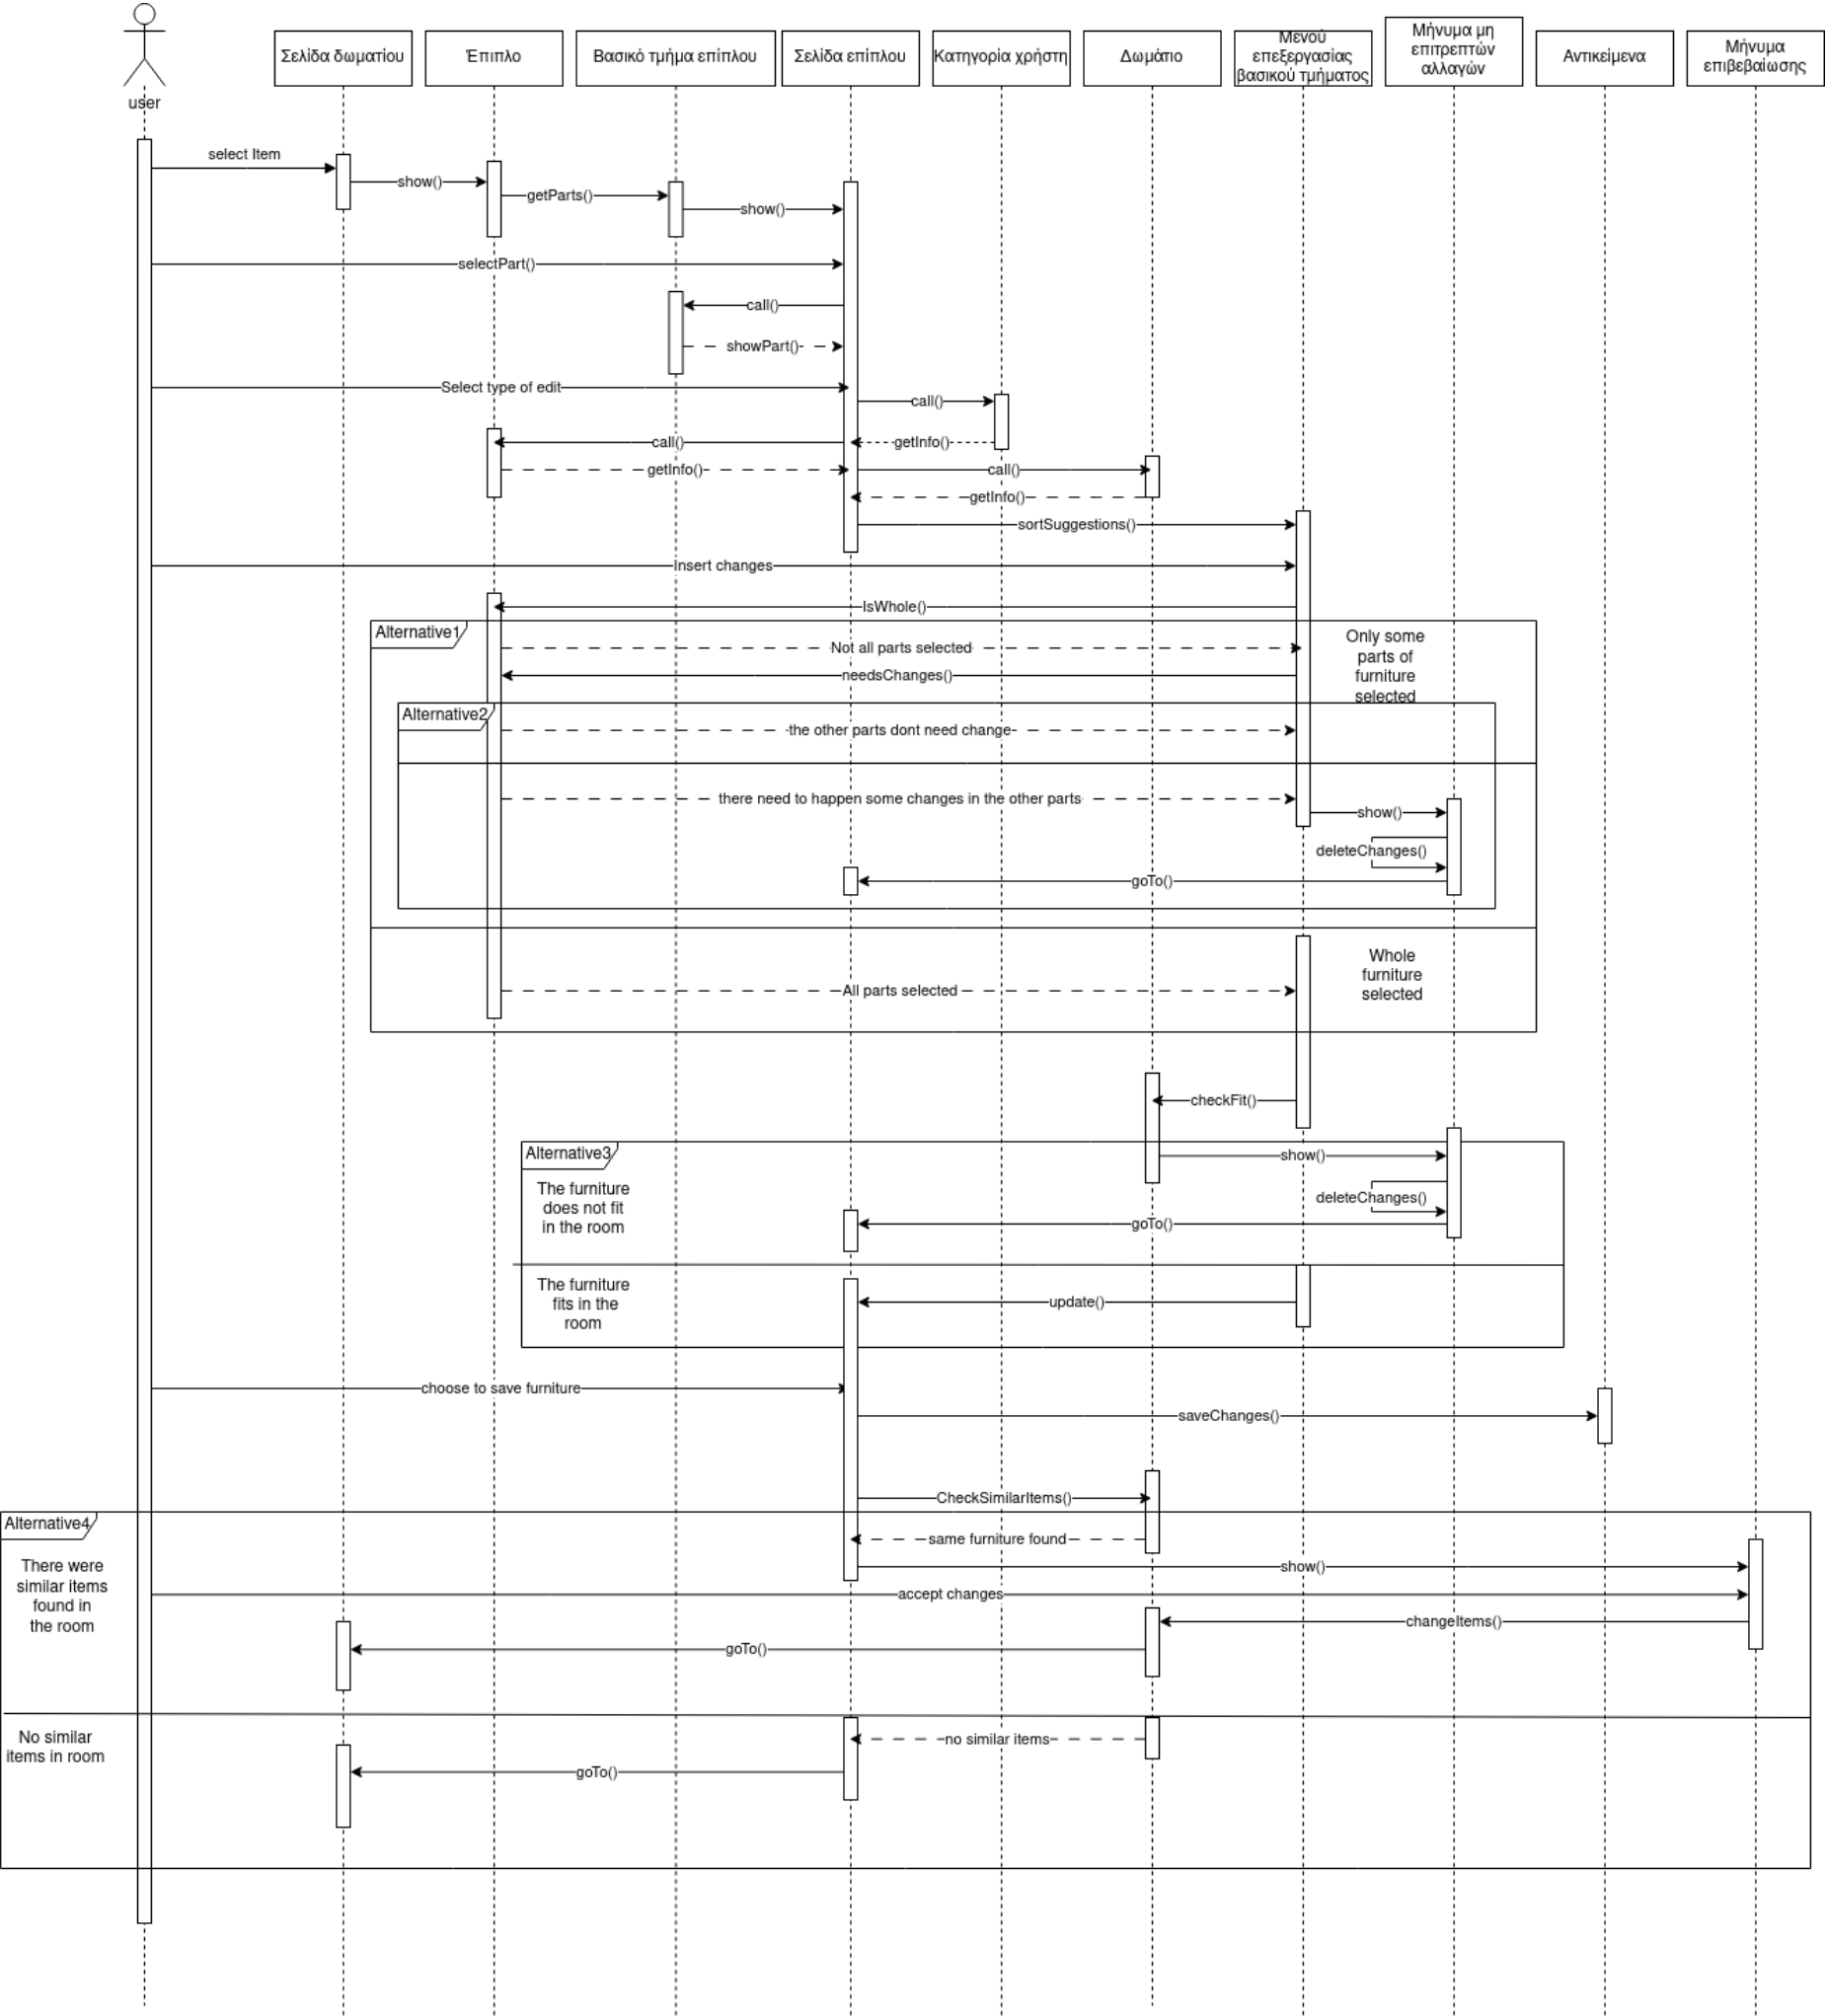 user
Σελίδα δωματίου
Έπιπλο
Βασικό τμήμα επίπλου
Σελίδα επίπλου
Κατηγορία χρήστη
Δωμάτιο
Μενού
επεξεργασίας
βασικού τμήματος
Μήνυμα μη
επιτρεπτών
αλλαγών
Αντικείμενα
Μήνυμα
επιβεβαίωσης
select Item
show()
getParts()
show()
selectPart()
call()
showPart()
Select type of edit
call()
call()
getInfo()
getInfo()
call()
getInfo()
sortSuggestions()
Insert changes
IsWhole()
Alternative1
Not all parts selected
Only some
parts of
furniture
selected
needsChanges()
Alternative2
the other parts dont need change
there need to happen some changes in the other parts
show()
deleteChanges()
goTo()
Whole
furniture
selected
All parts selected
checkFit()
Alternative3
show()
The furniture
does not fit
in the room
deleteChanges()
goTo()
The furniture
fits in the
room
update()
choose to save furniture
saveChanges()
CheckSimilarItems()
Alternative4
same furniture found
There were
similar items
found in
the room
show()
accept changes
changeItems()
goTo()
No similar
items in room
no similar items
goTo()